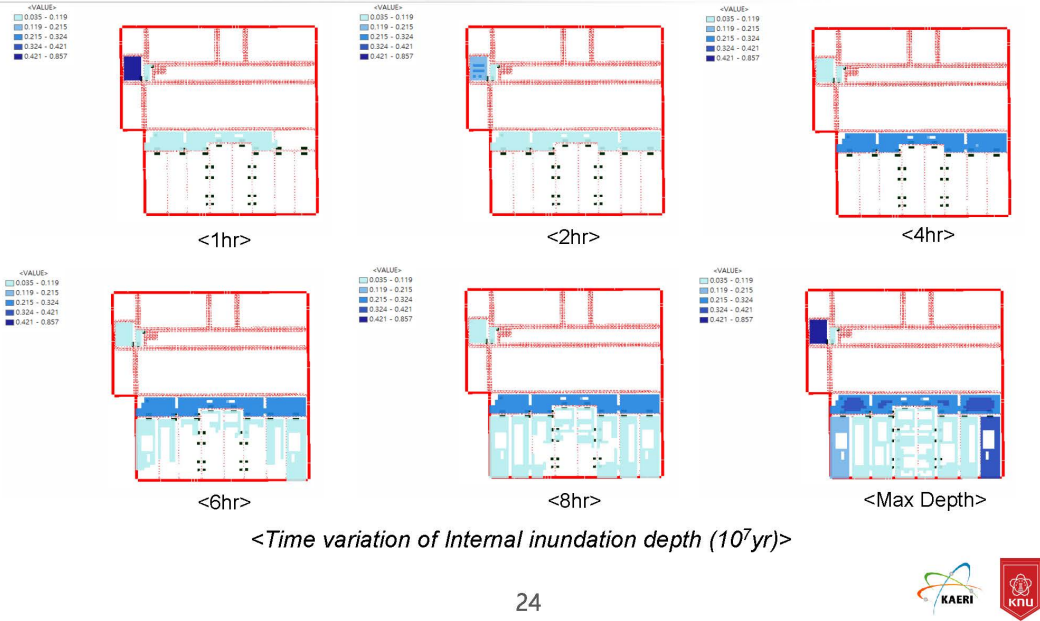 <VALUE>
0.035 - 0.119
0.119 - 0.215
0.215 - 0.324
0.324 - 0.421
0.421 - 0.857
<1hr>
<VALUE>
0.035 - 0.119
0.119 - 0.215
0.215 - 0.324
0.324 - 0.421
0.421 - 0.857
<2hr>
<VALUE>
0.035 - 0.119
0.119 - 0.215
0.215 - 0.324
0.324 - 0.421
0.421 - 0.857
<4hr>
<VALUE>
0.035 - 0.119
0.119 - 0.215
0.215 - 0.324
0.324 - 0.421
0.421 - 0.857
<6hr>
<VALUE>
0.035 - 0.119
0.119 - 0.215
0.215 - 0.324
0.324 - 0.421
0.421 - 0.857
<8hr>
<VALUE>
0.035 - 0.119
0.119 - 0.215
0.215 - 0.324
0.324 - 0.421
0.421 - 0.857
<Max Depth>
<Time variation of Internal inundation depth (10⁷yr)>
24
KAERI
KNU